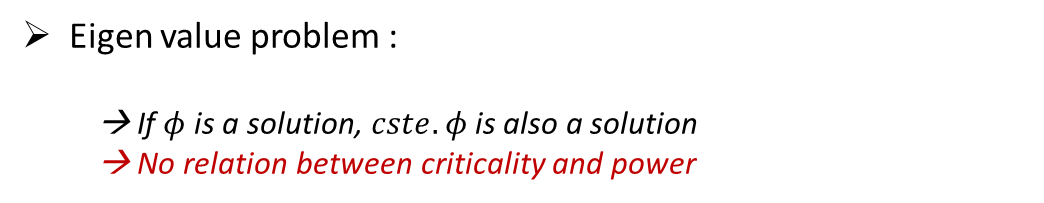 ➢ Eigen value problem :
→ If ϕ is a solution, cste. ϕ is also a solution
→ No relation between criticality and power